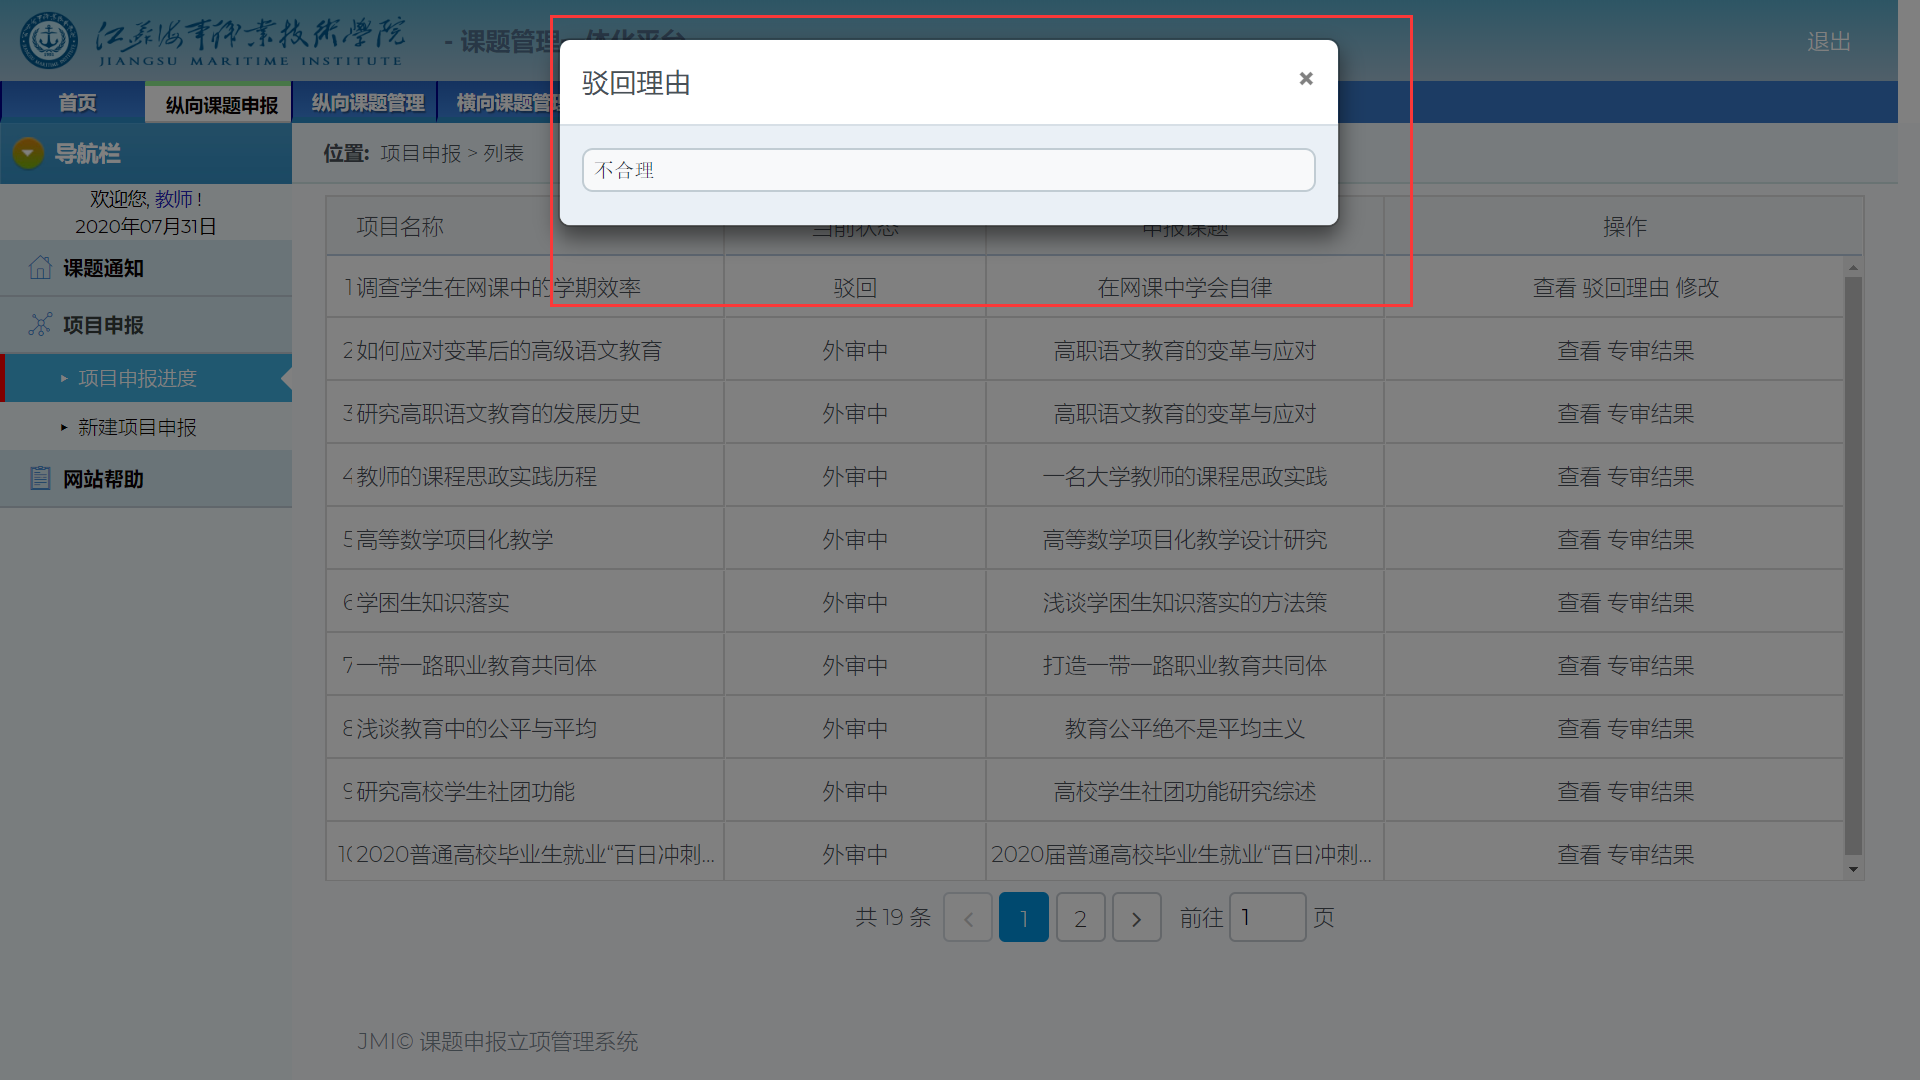 江苏海事职业技术學院
JIANGSU MARITIME INSTITUTE
- 课题管理一体化平台
退出
首页 纵向课题申报 纵向课题管理 横向课题管理
导航栏
欢迎您, 教师 !
2020年07月31日
课题通知
项目申报
项目申报进度
新建项目申报
网站帮助
位置: 项目申报 > 列表
驳回理由 ×
不合理
项目名称 当前状态 申报课题 操作
1 调查学生在网课中的学期效率 驳回 在网课中学会自律 查看 驳回理由 修改
2 如何应对变革后的高级语文教育 外审中 高职语文教育的变革与应对 查看 专审结果
3 研究高职语文教育的发展历史 外审中 高职语文教育的变革与应对 查看 专审结果
4 教师的课程思政实践历程 外审中 一名大学教师的课程思政实践 查看 专审结果
5 高等数学项目化教学 外审中 高等数学项目化教学设计研究 查看 专审结果
6 学困生知识落实 外审中 浅谈学困生知识落实的方法策 查看 专审结果
7 一带一路职业教育共同体 外审中 打造一带一路职业教育共同体 查看 专审结果
8 浅谈教育中的公平与平均 外审中 教育公平绝不是平均主义 查看 专审结果
9 研究高校学生社团功能 外审中 高校学生社团功能研究综述 查看 专审结果
10 2020普通高校毕业生就业“百日冲刺... 外审中 2020届普通高校毕业生就业“百日冲刺... 查看 专审结果
共 19 条 < 1 2 > 前往 1 页
JMI© 课题申报立项管理系统